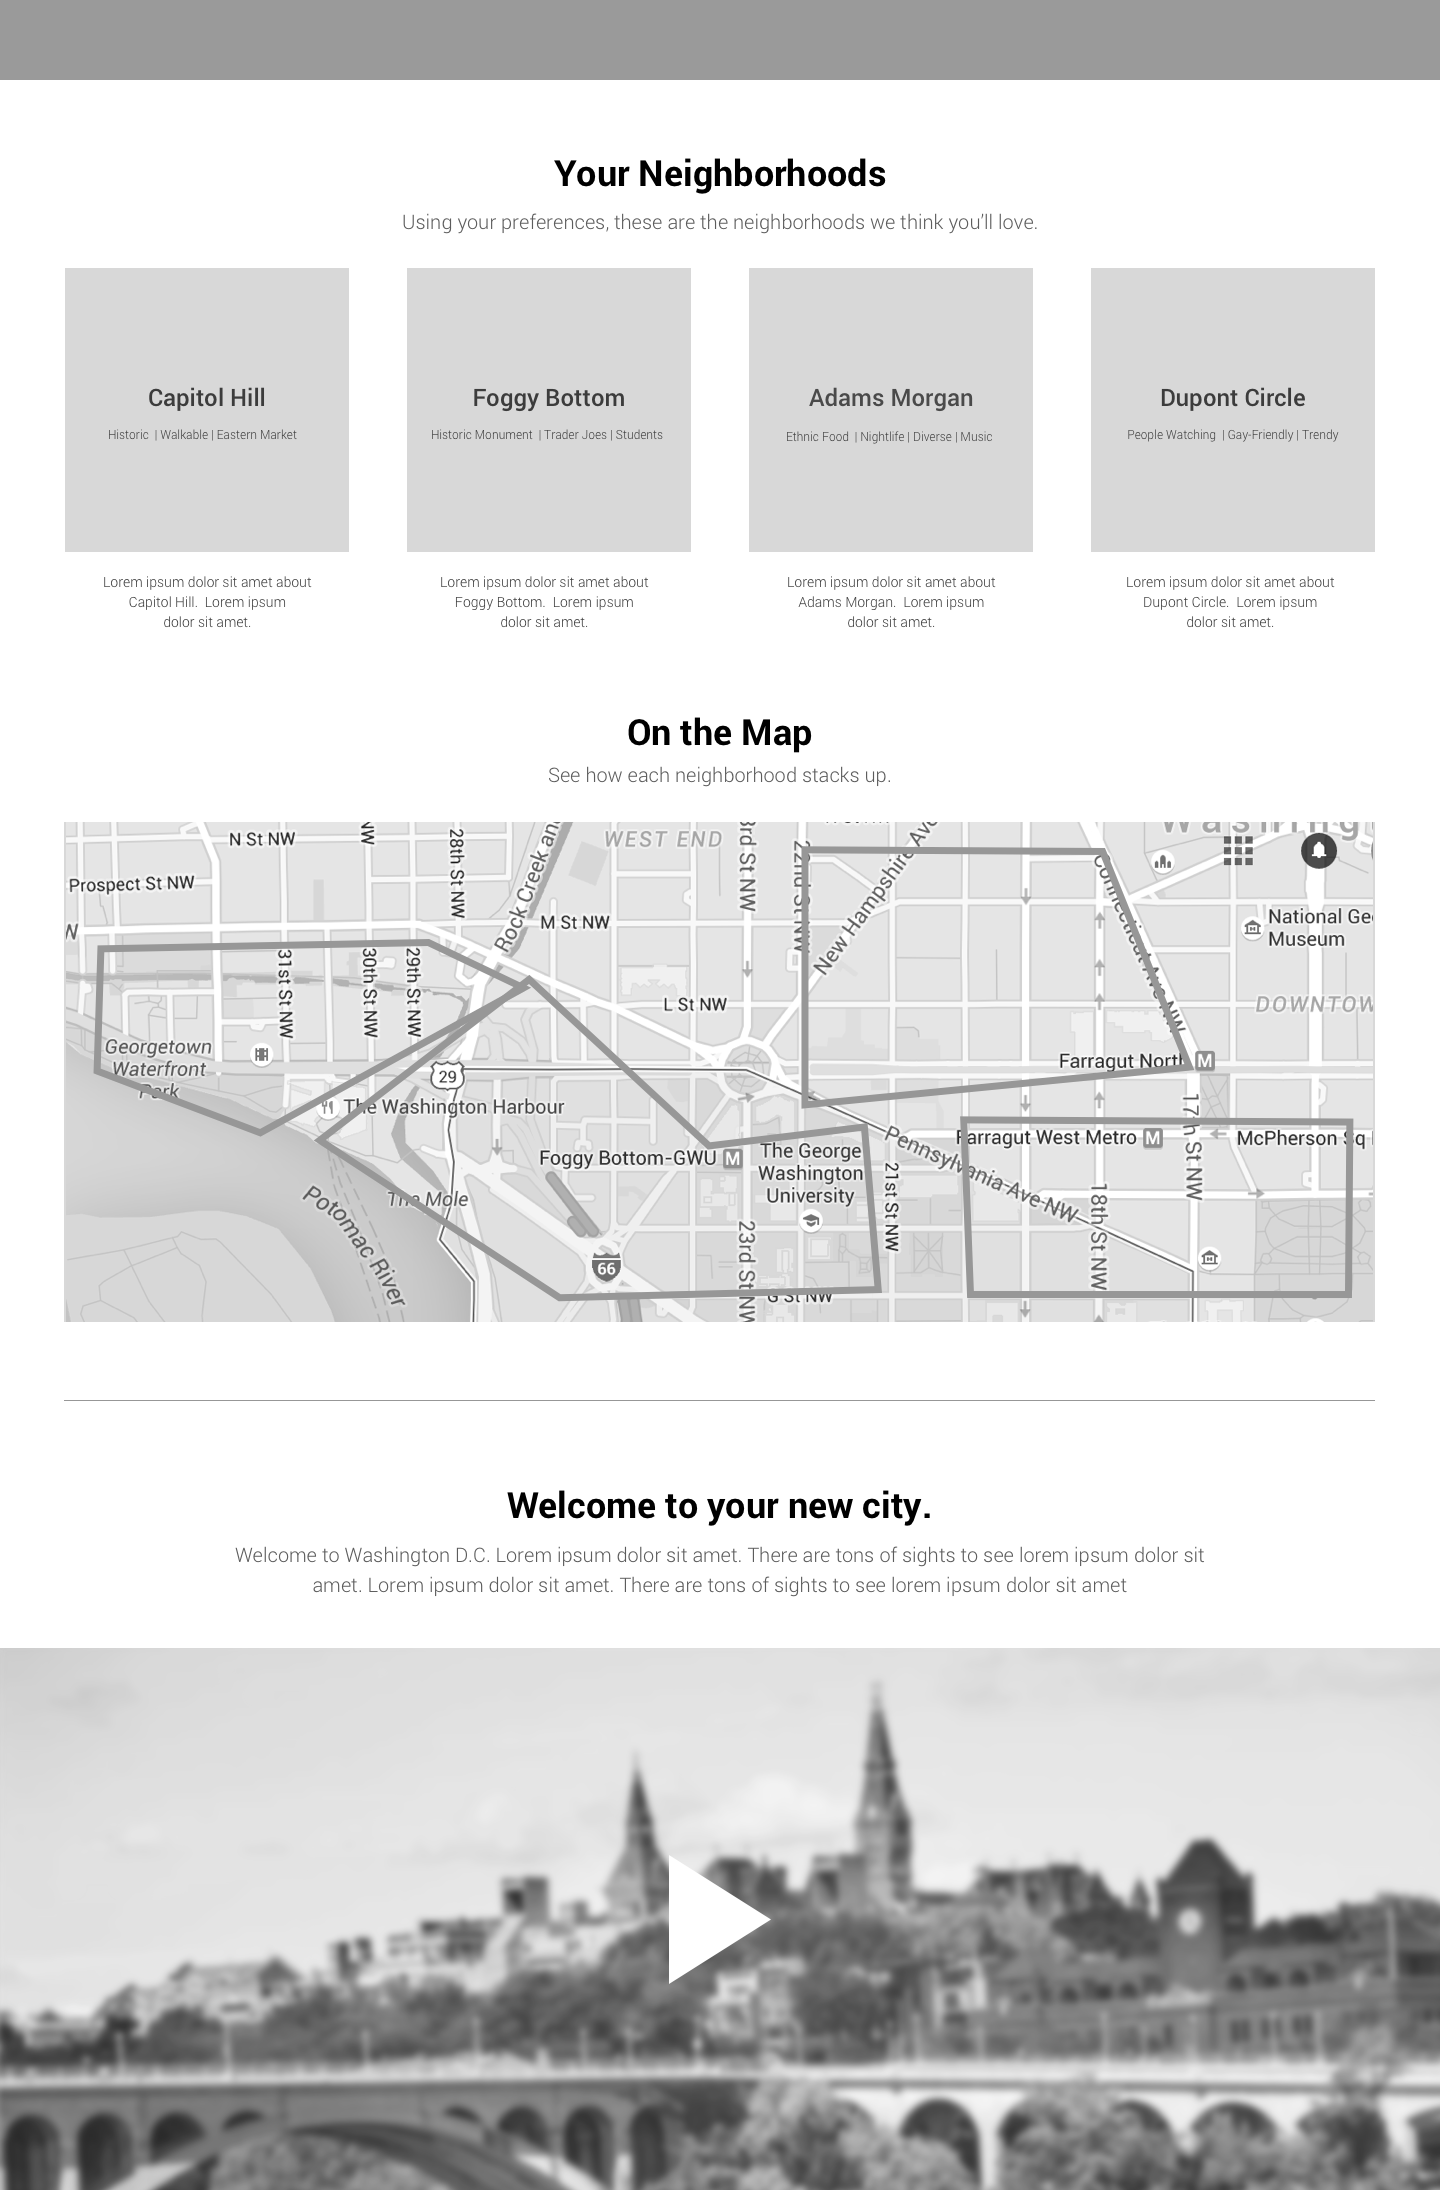 Your Neighborhoods
Using your preferences, these are the neighborhoods we think you'll love.
Capitol Hill
Historic | Walkable | Eastern Market
Foggy Bottom
Historic Monument | Trader Joes | Students
Adams Morgan
Ethnic Food | Nightlife | Diverse | Music
Dupont Circle
People Watching | Gay-Friendly | Trendy
Lorem ipsum dolor sit amet about
Capitol Hill. Lorem ipsum
dolor sit amet.
Lorem ipsum dolor sit amet about
Foggy Bottom. Lorem ipsum
dolor sit amet.
Lorem ipsum dolor sit amet about
Adams Morgan. Lorem ipsum
dolor sit amet.
Lorem ipsum dolor sit amet about
Dupont Circle. Lorem ipsum
dolor sit amet.
On the Map
See how each neighborhood stacks up.
N St NW
NW
28th St NW
Rock Creek and
WEST END
3rd St NW
22nd St NW
New Hampshire Ave
Connecticut Ave NW
Washing
Prospect St NW
M St NW
National Ge
Museum
W
31st St NW
30th St NW
29th St NW
L St NW
DOWNTOW
Georgetown
Waterfront
Park
29
Farragut North
M
The Washington Harbour
17th St NW
Pennsylvania Ave NW
Farragut West Metro
M
McPherson Sq
Foggy Bottom-GWU
M
The George
Washington
University
21st St NW
The Mole
Potomac River
18th St NW
23rd St NW
66
G St NW
Welcome to your new city.
Welcome to Washington D.C. Lorem ipsum dolor sit amet. There are tons of sights to see lorem ipsum dolor sit
amet. Lorem ipsum dolor sit amet. There are tons of sights to see lorem ipsum dolor sit amet